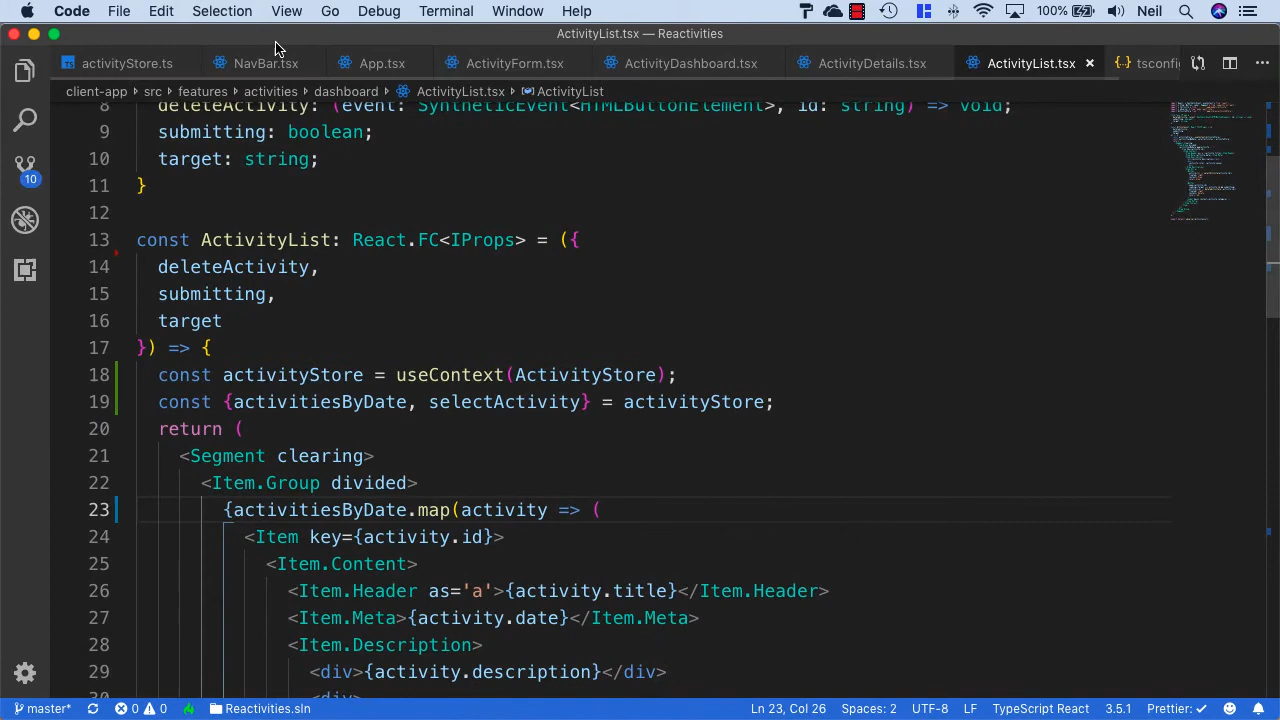 Code File Edit Selection View Go Debug Terminal Window Help 100% Neil
ActivityList.tsx — Reactivities
activityStore.ts NavBar.tsx App.tsx ActivityForm.tsx ActivityDashboard.tsx ActivityDetails.tsx ActivityList.tsx tsconfig
client-app › src › features › activities › dashboard › ActivityList.tsx › ActivityList
8 deleteActivity: (event: SyntheticEvent<HTMLButtonElement>, id: string) => void;
9 submitting: boolean;
10 target: string;
11 }
12
13 const ActivityList: React.FC<IProps> = ({
14 deleteActivity,
15 submitting,
16 target
17 }) => {
18 const activityStore = useContext(ActivityStore);
19 const {activitiesByDate, selectActivity} = activityStore;
20 return (
21 <Segment clearing>
22 <Item.Group divided>
23 {activitiesByDate.map(activity => (
24 <Item key={activity.id}>
25 <Item.Content>
26 <Item.Header as='a'>{activity.title}</Item.Header>
27 <Item.Meta>{activity.date}</Item.Meta>
28 <Item.Description>
29 <div>{activity.description}</div>
30 <div>
10
master* 0 0 Reactivities.sln Ln 23, Col 26 Spaces: 2 UTF-8 LF TypeScript React 3.5.1 Prettier: ✓